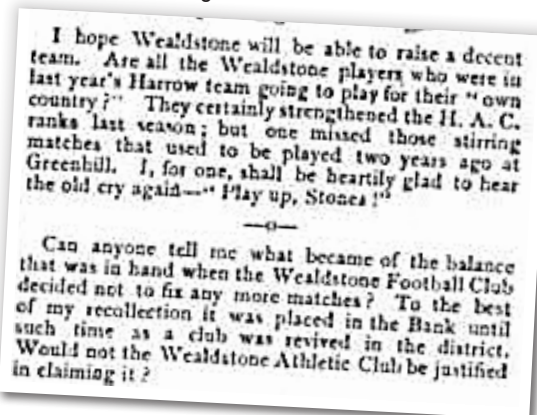 I hope Wealdstone will be able to raise a decent
team. Are all the Wealdstone players who were in
last year's Harrow team going to play for their "own
country?" They certainly strengthened the H. A. C.
ranks last season; but one missed those stirring
matches that used to be played two years ago at
Greenhill. I, for one, shall be heartily glad to hear
the old cry again—"Play up, Stones!"
—o—
Can anyone tell me what became of the balance
that was in hand when the Wealdstone Football Club
decided not to fix any more matches? To the best
of my recollection it was placed in the Bank until
such time as a club was revived in the district.
Would not the Wealdstone Athletic Club be justified
in claiming it?